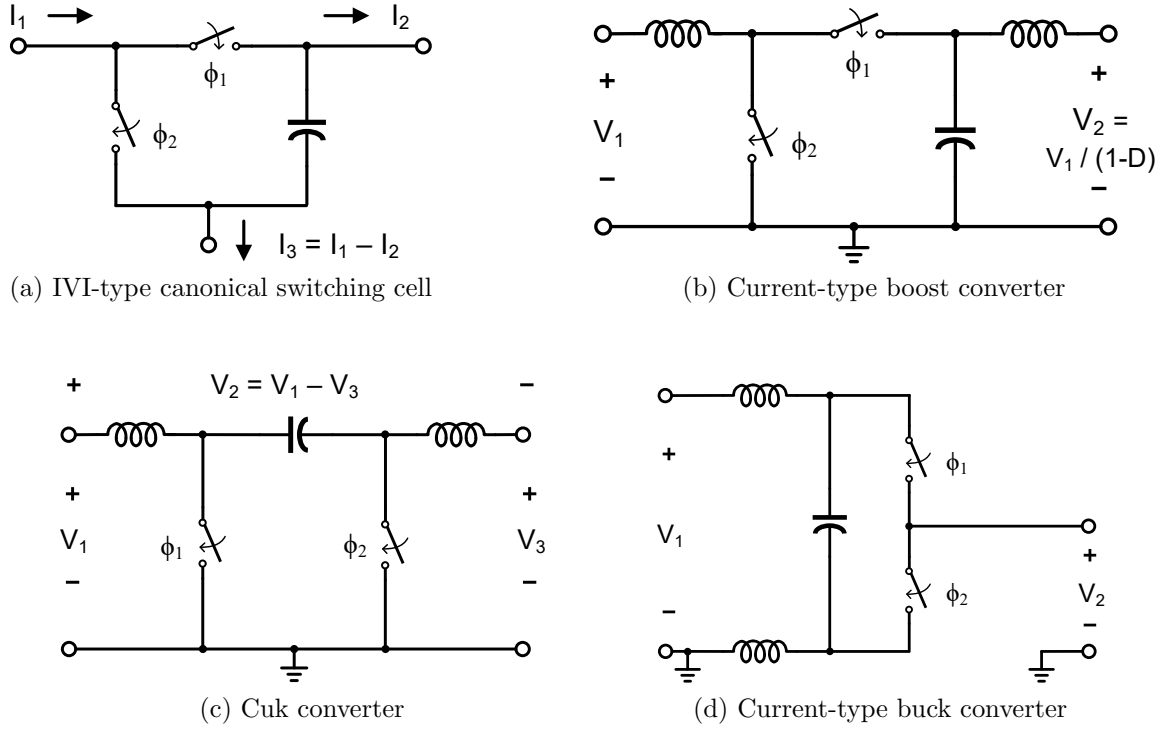 I₁ I₂
ϕ₁
ϕ₂
I₃ = I₁ – I₂
(a) IVI-type canonical switching cell
+ +
ϕ₁
V₁ ϕ₂ V₂ =
V₁ / (1-D)
– –
(b) Current-type boost converter
+ V₂ = V₁ – V₃ –
+ +
V₁ ϕ₁ ϕ₂ V₃
– –
(c) Cuk converter
+ ϕ₁
V₁
+
ϕ₂ V₂
– –
(d) Current-type buck converter